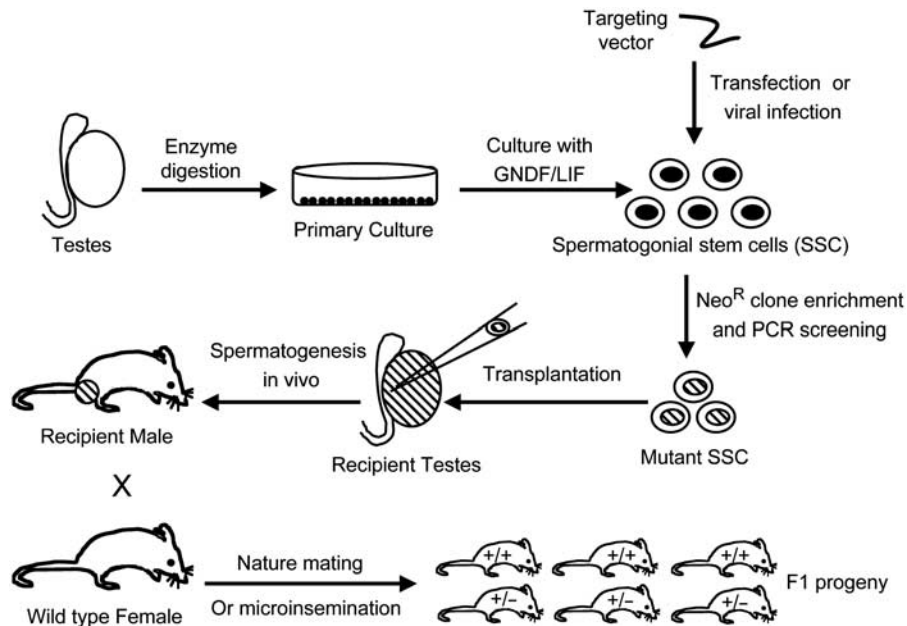 Targeting
vector
Transfection or
viral infection
Enzyme
digestion
Culture with
GNDF/LIF
Testes
Primary Culture
Spermatogonial stem cells (SSC)
Neo^R clone enrichment
and PCR screening
Spermatogenesis
in vivo
Transplantation
Recipient Male
Recipient Testes
Mutant SSC
X
Nature mating
Or microinsemination
Wild type Female
+/+ +/+ +/+
+/– +/– +/–
F1 progeny